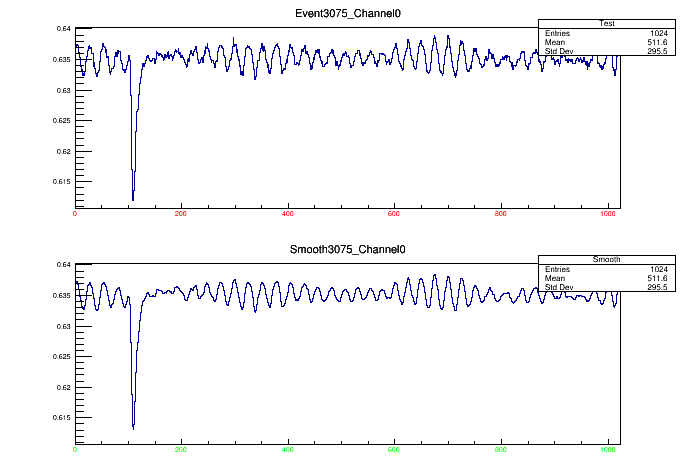 Event3075_Channel0
Test
Entries 1024
Mean 511.6
Std Dev 295.5
0.64
0.635
0.63
0.625
0.62
0.615
0 200 400 600 800 1000
Smooth3075_Channel0
Smooth
Entries 1024
Mean 511.6
Std Dev 295.5
0.64
0.635
0.63
0.625
0.62
0.615
0 200 400 600 800 1000